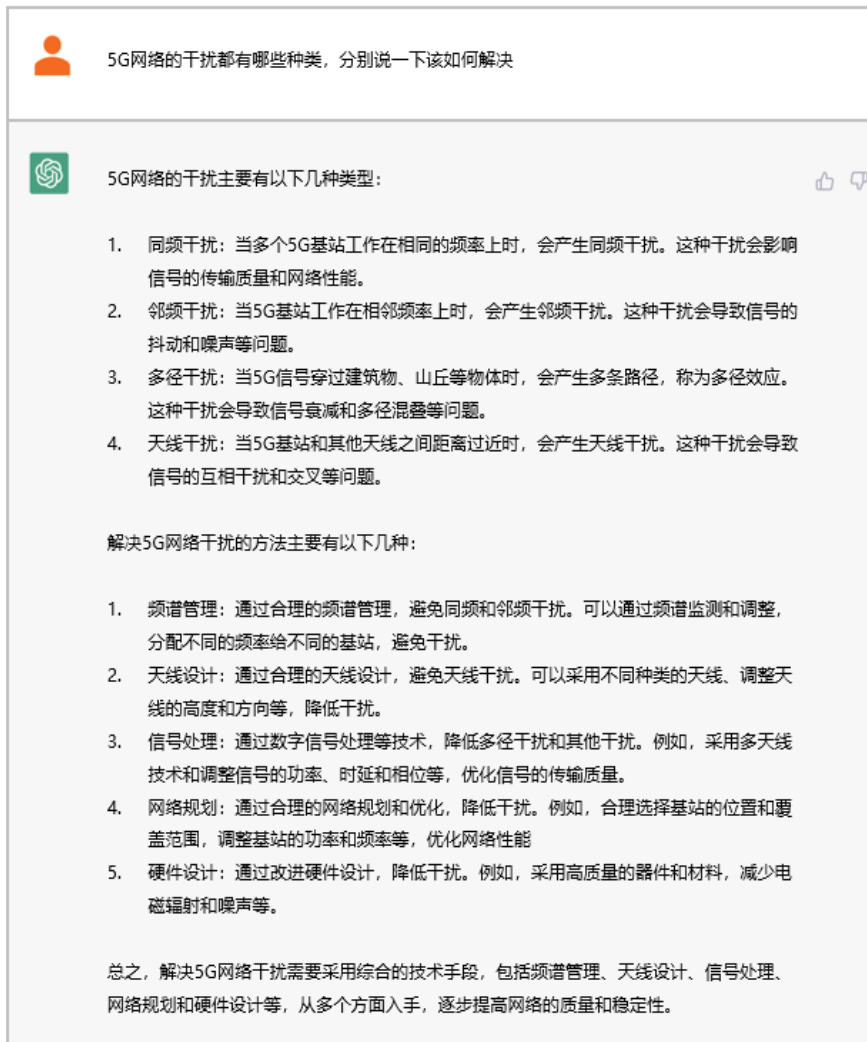 5G网络的干扰都有哪些种类，分别说一下该如何解决
5G网络的干扰主要有以下几种类型：
1. 同频干扰：当多个5G基站工作在相同的频率上时，会产生同频干扰。这种干扰会影响
信号的传输质量和网络性能。
2. 邻频干扰：当5G基站工作在相邻频率上时，会产生邻频干扰。这种干扰会导致信号的
抖动和噪声等问题。
3. 多径干扰：当5G信号穿过建筑物、山丘等物体时，会产生多条路径，称为多径效应。
这种干扰会导致信号衰减和多径混叠等问题。
4. 天线干扰：当5G基站和其他天线之间距离过近时，会产生天线干扰。这种干扰会导致
信号的互相干扰和交叉等问题。
解决5G网络干扰的方法主要有以下几种：
1. 频谱管理：通过合理的频谱管理，避免同频和邻频干扰。可以通过频谱监测和调整，
分配不同的频率给不同的基站，避免干扰。
2. 天线设计：通过合理的天线设计，避免天线干扰。可以采用不同种类的天线、调整天
线的高度和方向等，降低干扰。
3. 信号处理：通过数字信号处理等技术，降低多径干扰和其他干扰。例如，采用多天线
技术和调整信号的功率、时延和相位等，优化信号的传输质量。
4. 网络规划：通过合理的网络规划和优化，降低干扰。例如，合理选择基站的位置和覆
盖范围，调整基站的功率和频率等，优化网络性能
5. 硬件设计：通过改进硬件设计，降低干扰。例如，采用高质量的器件和材料，减少电
磁辐射和噪声等。
总之，解决5G网络干扰需要采用综合的技术手段，包括频谱管理、天线设计、信号处理、
网络规划和硬件设计等，从多个方面入手，逐步提高网络的质量和稳定性。